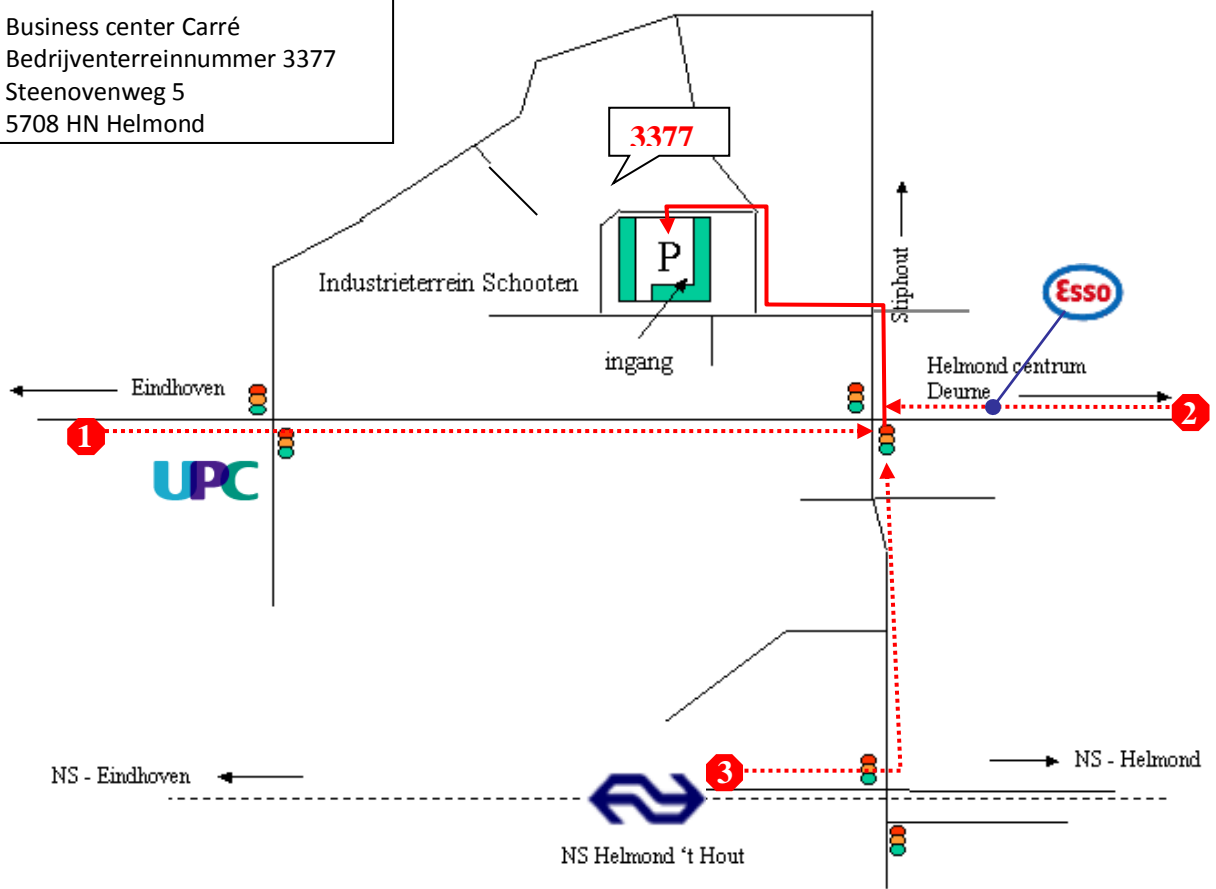 Business center Carré
Bedrijventerreinnummer 3377
Steenovenweg 5
5708 HN Helmond
3377
P
Industrieterrein Schooten
ingang
Stiphout
Esso
Eindhoven
Helmond centrum
Deurne
1
2
UPC
3
NS - Eindhoven
NS - Helmond
NS Helmond ‘t Hout